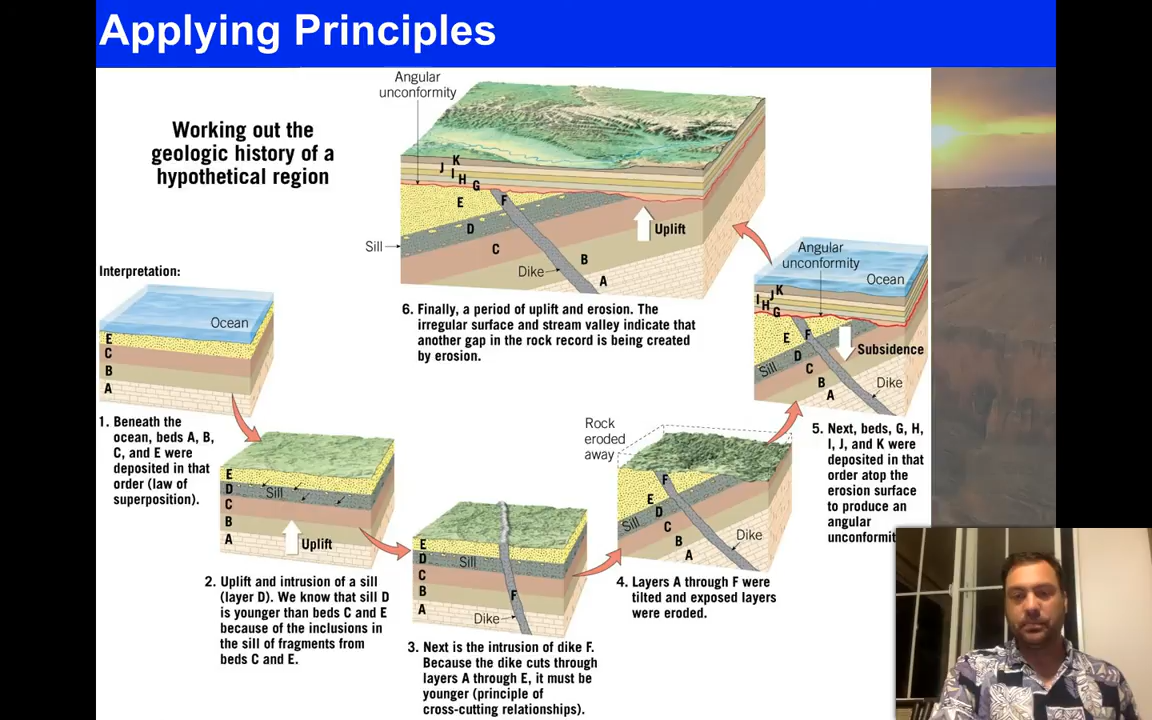 Applying Principles
Working out the
geologic history of a
hypothetical region
Angular
unconformity
K
J
I
H
G
E
F
D
C
B
A
Sill
Dike
Uplift
6. Finally, a period of uplift and erosion. The
irregular surface and stream valley indicate that
another gap in the rock record is being created
by erosion.
Interpretation:
Ocean
E
C
B
A
1. Beneath the
ocean, beds A, B,
C, and E were
deposited in that
order (law of
superposition).
E
D
C
B
A
Sill
Uplift
2. Uplift and intrusion of a sill
(layer D). We know that sill D
is younger than beds C and E
because of the inclusions in
the sill of fragments from
beds C and E.
E
D
C
B
A
Sill
F
Dike
3. Next is the intrusion of dike F.
Because the dike cuts through
layers A through E, it must be
younger (principle of
cross-cutting relationships).
Rock
eroded
away
F
E
D
C
B
A
Sill
Dike
4. Layers A through F were
tilted and exposed layers
were eroded.
Angular
unconformity
Ocean
K
J
I
H
G
F
E
D
C
B
A
Sill
Subsidence
Dike
5. Next, beds, G, H,
I, J, and K were
deposited in that
order atop the
erosion surface
to produce an
angular
unconformit